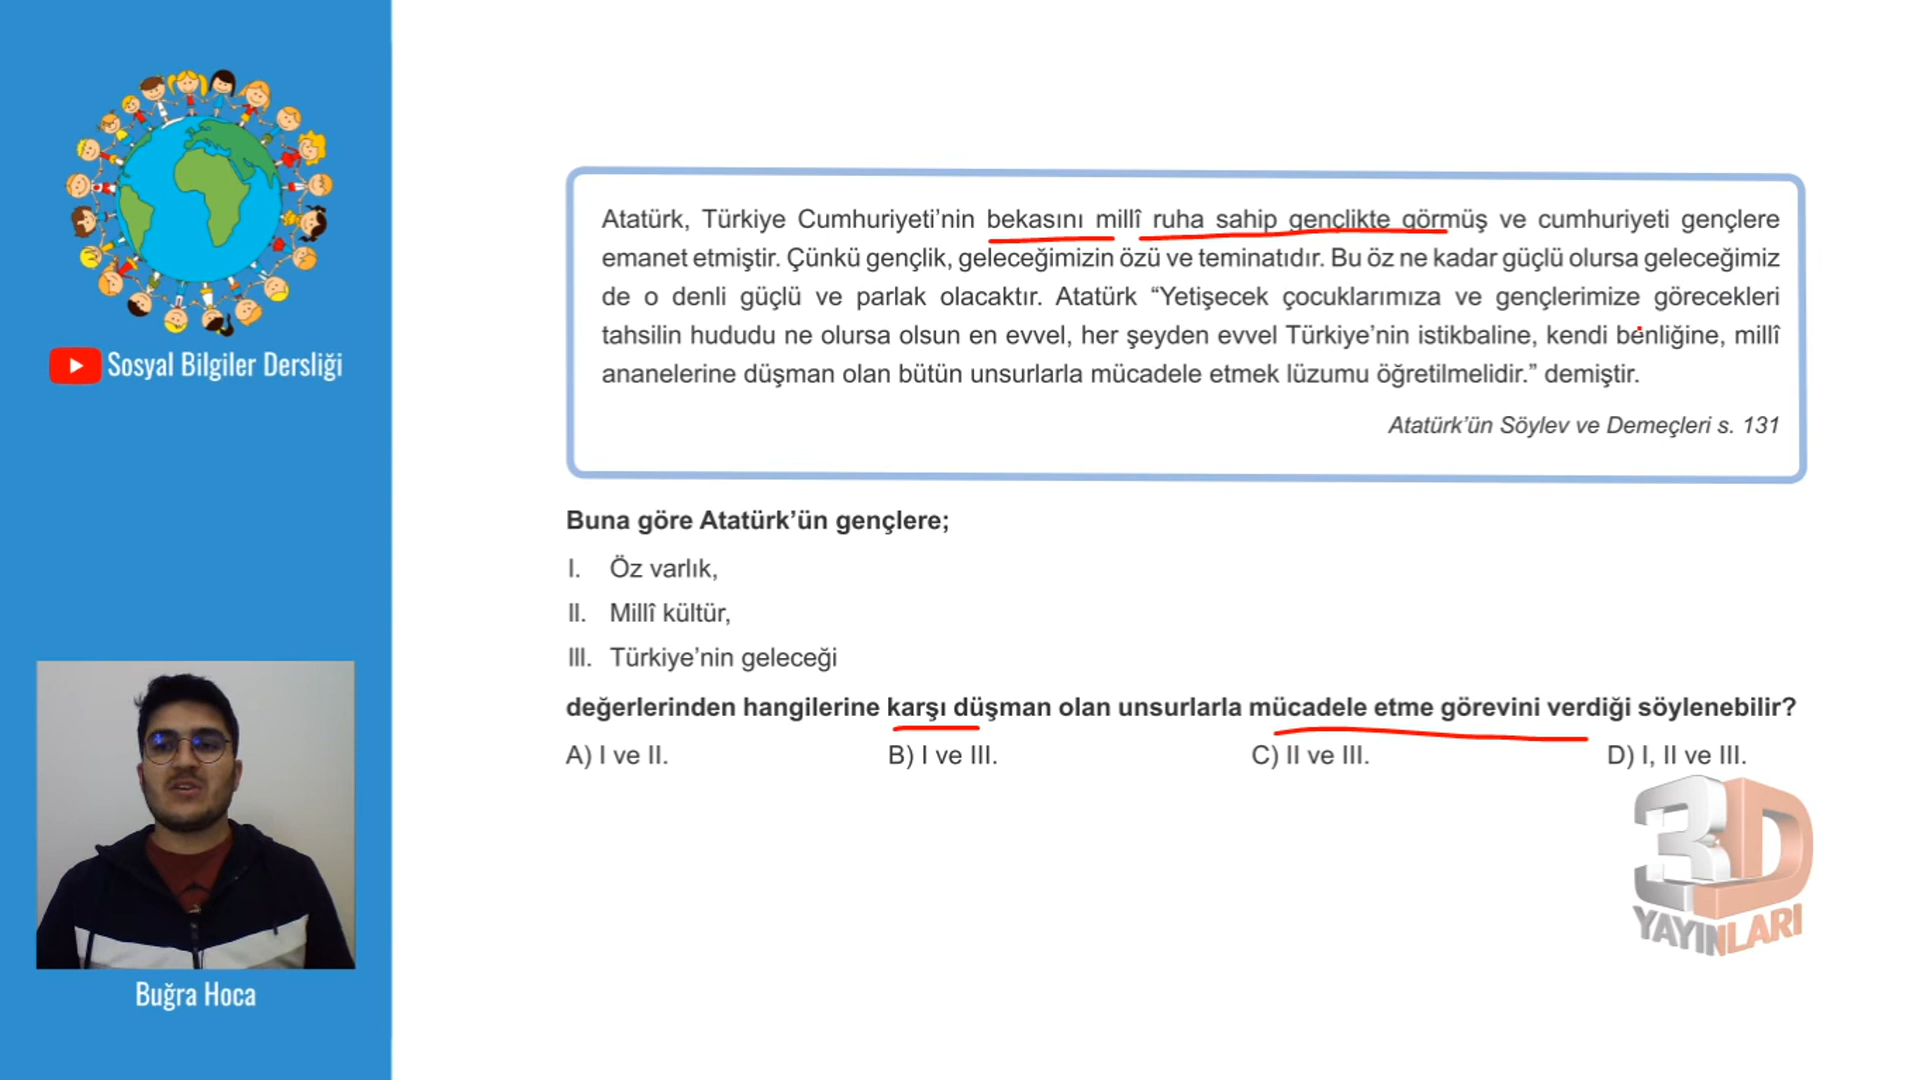 Sosyal Bilgiler Dersliği
Buğra Hoca
Atatürk, Türkiye Cumhuriyeti’nin bekasını millî ruha sahip gençlikte görmüş ve cumhuriyeti gençlere
emanet etmiştir. Çünkü gençlik, geleceğimizin özü ve teminatıdır. Bu öz ne kadar güçlü olursa geleceğimiz
de o denli güçlü ve parlak olacaktır. Atatürk “Yetişecek çocuklarımıza ve gençlerimize görecekleri
tahsilin hududu ne olursa olsun en evvel, her şeyden evvel Türkiye’nin istikbaline, kendi benliğine, millî
ananelerine düşman olan bütün unsurlarla mücadele etmek lüzumu öğretilmelidir.” demiştir.
Atatürk’ün Söylev ve Demeçleri s. 131
Buna göre Atatürk’ün gençlere;
I. Öz varlık,
II. Millî kültür,
III. Türkiye’nin geleceği
değerlerinden hangilerine karşı düşman olan unsurlarla mücadele etme görevini verdiği söylenebilir?
A) I ve II. B) I ve III. C) II ve III. D) I, II ve III.
3D
YAYINLARI